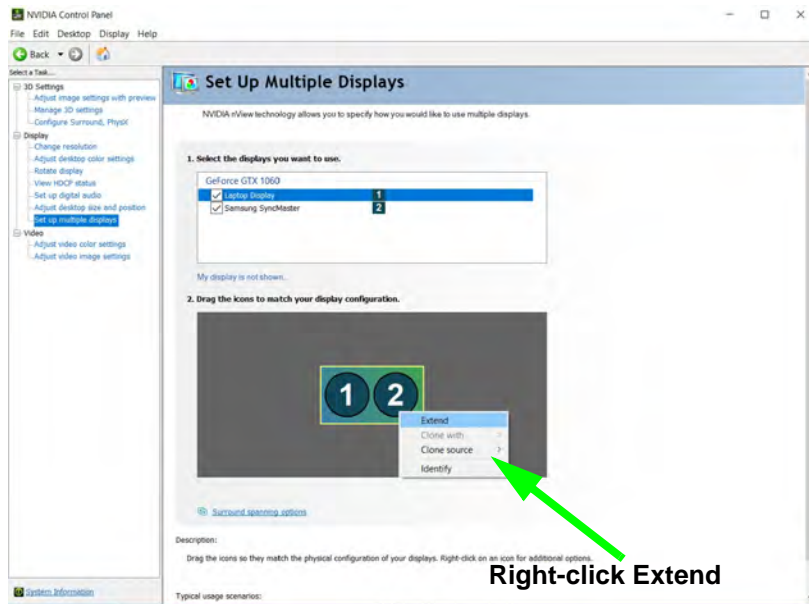 NVIDIA Control Panel
File Edit Desktop Display Help
Back
Select a Task...
3D Settings
Adjust image settings with preview
Manage 3D settings
Configure Surround, PhysX
Display
Change resolution
Adjust desktop color settings
Rotate display
View HDCP status
Set up digital audio
Adjust desktop size and position
Set up multiple displays
Video
Adjust video color settings
Adjust video image settings
System Information
Set Up Multiple Displays
NVIDIA nView technology allows you to specify how you would like to use multiple displays.
1. Select the displays you want to use.
GeForce GTX 1060
Laptop Display 1
Samsung SyncMaster 2
My display is not shown...
2. Drag the icons to match your display configuration.
1 2
Extend
Clone with
Clone source
Identify
Surround spanning options
Description:
Drag the icons so they match the physical configuration of your displays. Right-click on an icon for additional options.
Right-click Extend
Typical usage scenarios: